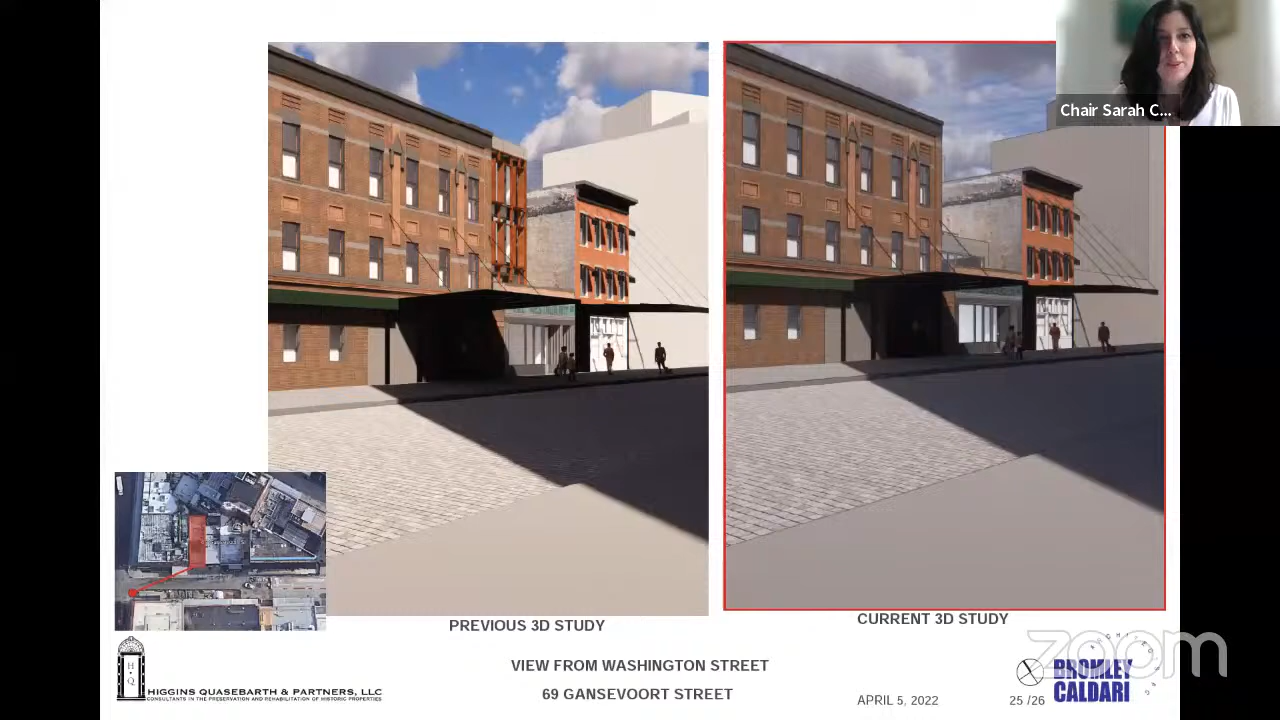 Chair Sarah C...
PREVIOUS 3D STUDY
CURRENT 3D STUDY
VIEW FROM WASHINGTON STREET
69 GANSEVOORT STREET
H Q
HIGGINS QUASEBARTH & PARTNERS, LLC
CONSULTANTS IN THE PRESERVATION AND REHABILITATION OF HISTORIC PROPERTIES
APRIL 5, 2022
25 /26
BROMLEY
CALDARI
zoom